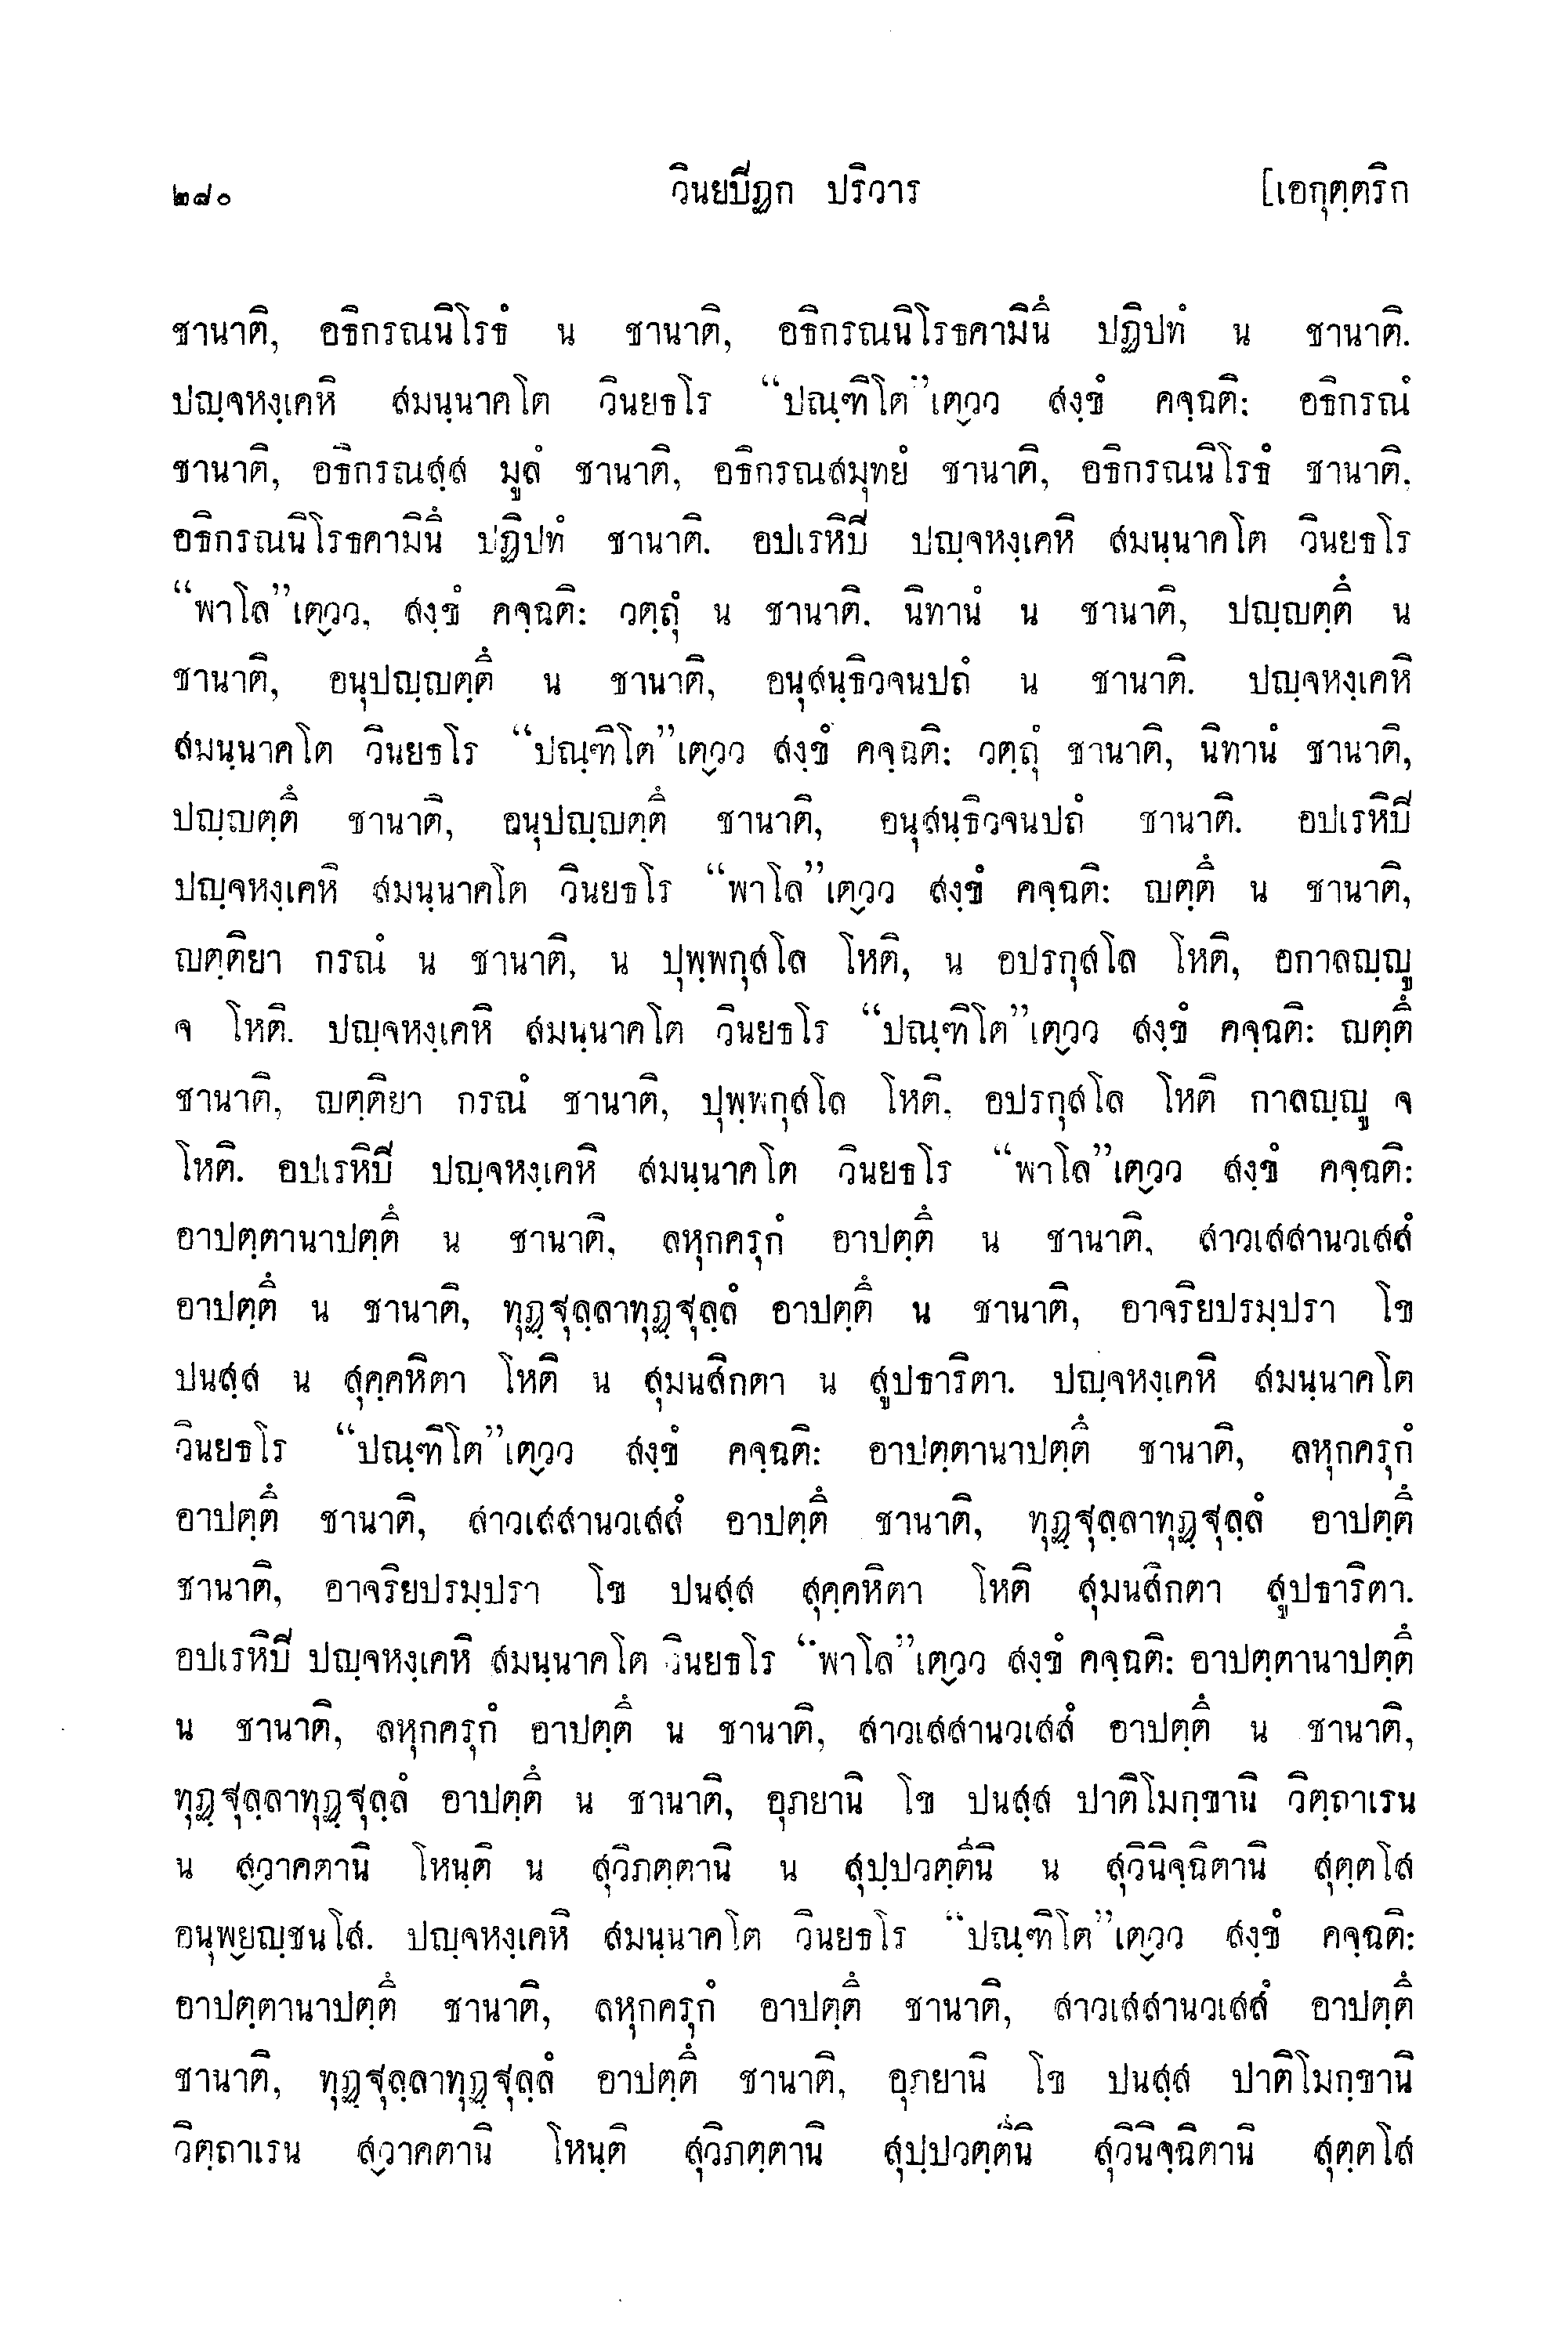 ๒๘๐ วินยปิฏก ปริวาร [เอกุตฺตริก
ชานาติ, อธิกรณนิโรธํ น ชานาติ, อธิกรณนิโรธคามินึ ปฏิปทํ น ชานาติ.
ปญฺจหงฺเคหิ สมนฺนาคโต วินยธโร “ปณฺฑิโต”เตฺวว สงฺขํ คจฺฉติ: อธิกรณํ
ชานาติ, อธิกรณสฺส มูลํ ชานาติ, อธิกรณสมุทยํ ชานาติ, อธิกรณนิโรธํ ชานาติ,
อธิกรณนิโรธคามินึ ปฏิปทํ ชานาติ. อปเรหิปิ ปญฺจหงฺเคหิ สมนฺนาคโต วินยธโร
“พาโล”เตฺวว, สงฺขํ คจฺฉติ: วตฺถุํ น ชานาติ, นิทานํ น ชานาติ, ปญฺญตฺตึ น
ชานาติ, อนุปญฺญตฺตึ น ชานาติ, อนุสนฺธิวจนปถํ น ชานาติ. ปญฺจหงฺเคหิ
สมนฺนาคโต วินยธโร “ปณฺฑิโต”เตฺวว สงฺขํ คจฺฉติ: วตฺถุํ ชานาติ, นิทานํ ชานาติ,
ปญฺญตฺตึ ชานาติ, อนุปญฺญตฺตึ ชานาติ, อนุสนฺธิวจนปถํ ชานาติ. อปเรหิปิ
ปญฺจหงฺเคหิ สมนฺนาคโต วินยธโร “พาโล”เตฺวว สงฺขํ คจฺฉติ: ญตฺตึ น ชานาติ,
ญตฺติยา กรณํ น ชานาติ, น ปุพฺพกุสโล โหติ, น อปรกุสโล โหติ, อกาลญฺญู
จ โหติ. ปญฺจหงฺเคหิ สมนฺนาคโต วินยธโร “ปณฺฑิโต”เตฺวว สงฺขํ คจฺฉติ: ญตฺตึ
ชานาติ, ญตฺติยา กรณํ ชานาติ, ปุพฺพกุสโล โหติ, อปรกุสโล โหติ กาลญฺญู จ
โหติ. อปเรหิปิ ปญฺจหงฺเคหิ สมนฺนาคโต วินยธโร “พาโล”เตฺวว สงฺขํ คจฺฉติ:
อาปตฺตานาปตฺตึ น ชานาติ, ลหุกครุกํ อาปตฺตึ น ชานาติ, สาวเสสานวเสสํ
อาปตฺตึ น ชานาติ, ทุฏฺฐุลฺลาทุฏฺฐุลฺลํ อาปตฺตึ น ชานาติ, อาจริยปรมฺปรา โข
ปนสฺส น สุคฺคหิตา โหติ น สุมนสิกตา น สูปธาริตา. ปญฺจหงฺเคหิ สมนฺนาคโต
วินยธโร “ปณฺฑิโต”เตฺวว สงฺขํ คจฺฉติ: อาปตฺตานาปตฺตึ ชานาติ, ลหุกครุกํ
อาปตฺตึ ชานาติ, สาวเสสานวเสสํ อาปตฺตึ ชานาติ, ทุฏฺฐุลฺลาทุฏฺฐุลฺลํ อาปตฺตึ
ชานาติ, อาจริยปรมฺปรา โข ปนสฺส สุคฺคหิตา โหติ สุมนสิกตา สูปธาริตา.
อปเรหิปิ ปญฺจหงฺเคหิ สมนฺนาคโต วินยธโร “พาโล”เตฺวว สงฺขํ คจฺฉติ: อาปตฺตานาปตฺตึ
น ชานาติ, ลหุกครุกํ อาปตฺตึ น ชานาติ, สาวเสสานวเสสํ อาปตฺตึ น ชานาติ,
ทุฏฺฐุลฺลาทุฏฺฐุลฺลํ อาปตฺตึ น ชานาติ, อุภยานิ โข ปนสฺส ปาติโมกฺขานิ วิตฺถาเรน
น สฺวาคตานิ โหนฺติ น สุวิภตฺตานิ น สุปฺปวตฺตีนิ น สุวินิจฺฉิตานิ สุตฺตโส
อนุพฺยญฺชนโส. ปญฺจหงฺเคหิ สมนฺนาคโต วินยธโร “ปณฺฑิโต”เตฺวว สงฺขํ คจฺฉติ:
อาปตฺตานาปตฺตึ ชานาติ, ลหุกครุกํ อาปตฺตึ ชานาติ, สาวเสสานวเสสํ อาปตฺตึ
ชานาติ, ทุฏฺฐุลฺลาทุฏฺฐุลฺลํ อาปตฺตึ ชานาติ, อุภยานิ โข ปนสฺส ปาติโมกฺขานิ
วิตฺถาเรน สฺวาคตานิ โหนฺติ สุวิภตฺตานิ สุปฺปวตฺตีนิ สุวินิจฺฉิตานิ สุตฺตโส